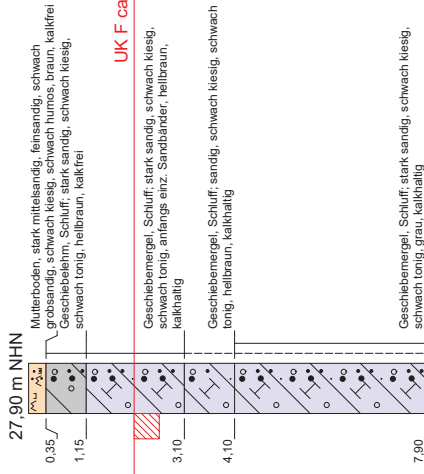 27,90 m NHN
Mutterboden, stark mittelsandig, feinsandig, schwach
grobsandig, schwach kiesig, schwach humos, braun, kalkfrei
0,35
Geschiebelehm, Schluff; stark sandig, schwach kiesig,
schwach tonig, hellbraun, kalkfrei
1,15
UK F ca
Geschiebemergel, Schluff; stark sandig, schwach kiesig,
schwach tonig, anfangs einz. Sandbänder, hellbraun,
kalkhaltig
3,10
Geschiebemergel, Schluff; sandig, schwach kiesig, schwach
tonig, hellbraun, kalkhaltig
4,10
Geschiebemergel, Schluff; stark sandig, schwach kiesig,
schwach tonig, grau, kalkhaltig
7,90